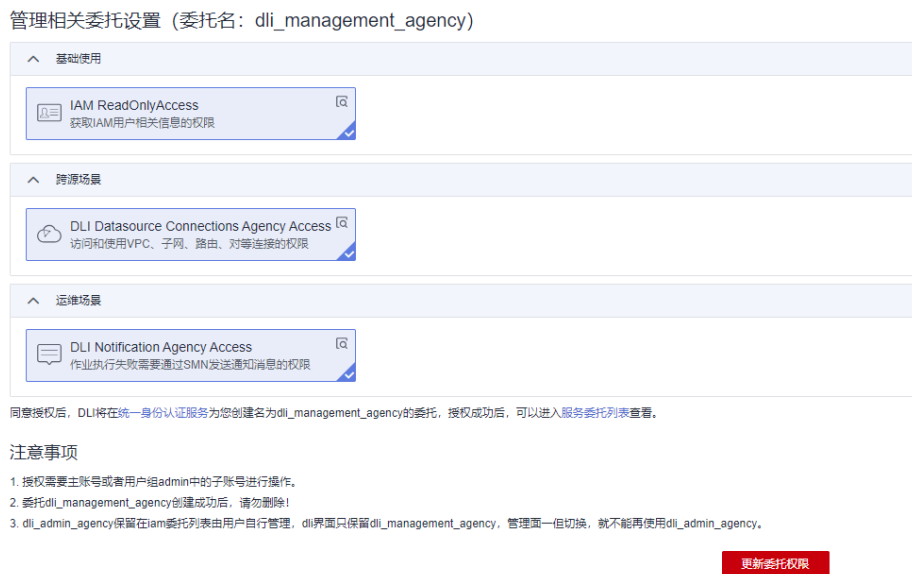 管理相关委托设置（委托名：dli_management_agency）
基础使用
IAM ReadOnlyAccess
获取IAM用户相关信息的权限
跨源场景
DLI Datasource Connections Agency Access
访问和使用VPC、子网、路由、对等连接的权限
运维场景
DLI Notification Agency Access
作业执行失败需要通过SMN发送通知消息的权限
同意授权后，DLI将在统一身份认证服务为您创建名为dli_management_agency的委托，授权成功后，可以进入服务委托列表查看。
注意事项
1. 授权需要主账号或者用户组admin中的子账号进行操作。
2. 委托dli_management_agency创建成功后，请勿删除！
3. dli_admin_agency保留在iam委托列表由用户自行管理，dli界面只保留dli_management_agency，管理面一但切换，就不能再使用dli_admin_agency。
更新委托权限